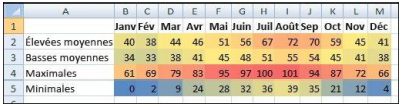 A B C D E F G H I J K L M
1 Janv Fév Mar Avr Mai Juin Juil Août Sep Oct Nov Déc
2 Élevées moyennes 40 38 44 46 51 56 67 72 70 59 45 41
3 Basses moyennes 34 33 38 41 45 48 51 55 54 45 41 38
4 Maximales 61 69 79 83 95 97 100 101 94 87 72 66
5 Minimales 0 2 9 24 28 32 36 39 35 21 12 4